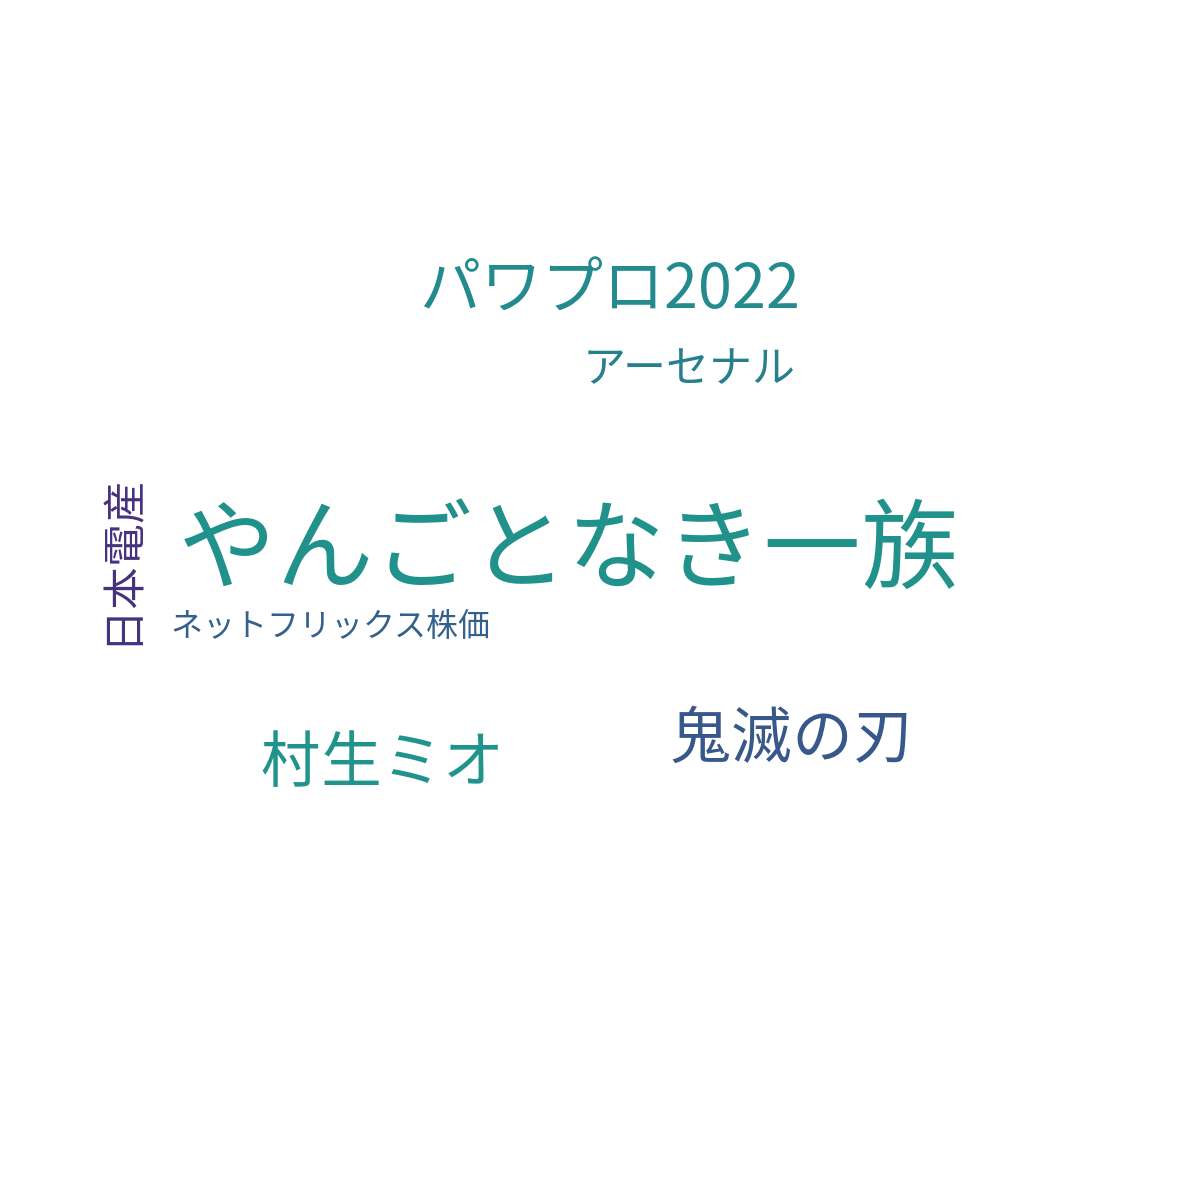 パワプロ2022
アーセナル
日本電産
やんごとなき一族
ネットフリックス株価
鬼滅の刃
村生ミオ